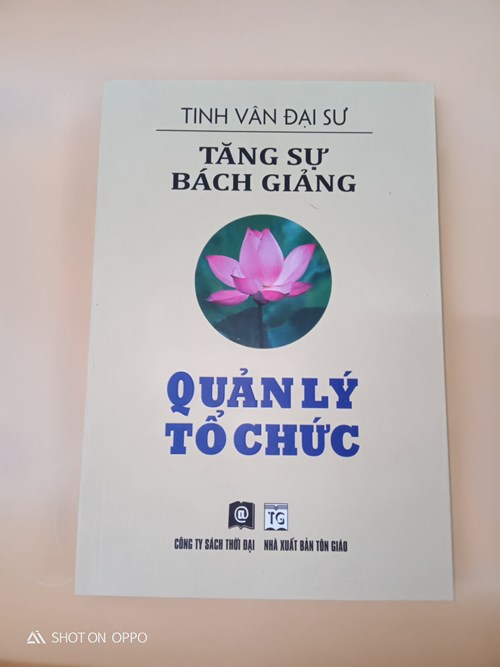 TINH VÂN ĐẠI SƯ
TĂNG SỰ
BÁCH GIẢNG
QUẢN LÝ
TỔ CHỨC
@ TG
CÔNG TY SÁCH THỜI ĐẠI NHÀ XUẤT BẢN TÔN GIÁO
SHOT ON OPPO